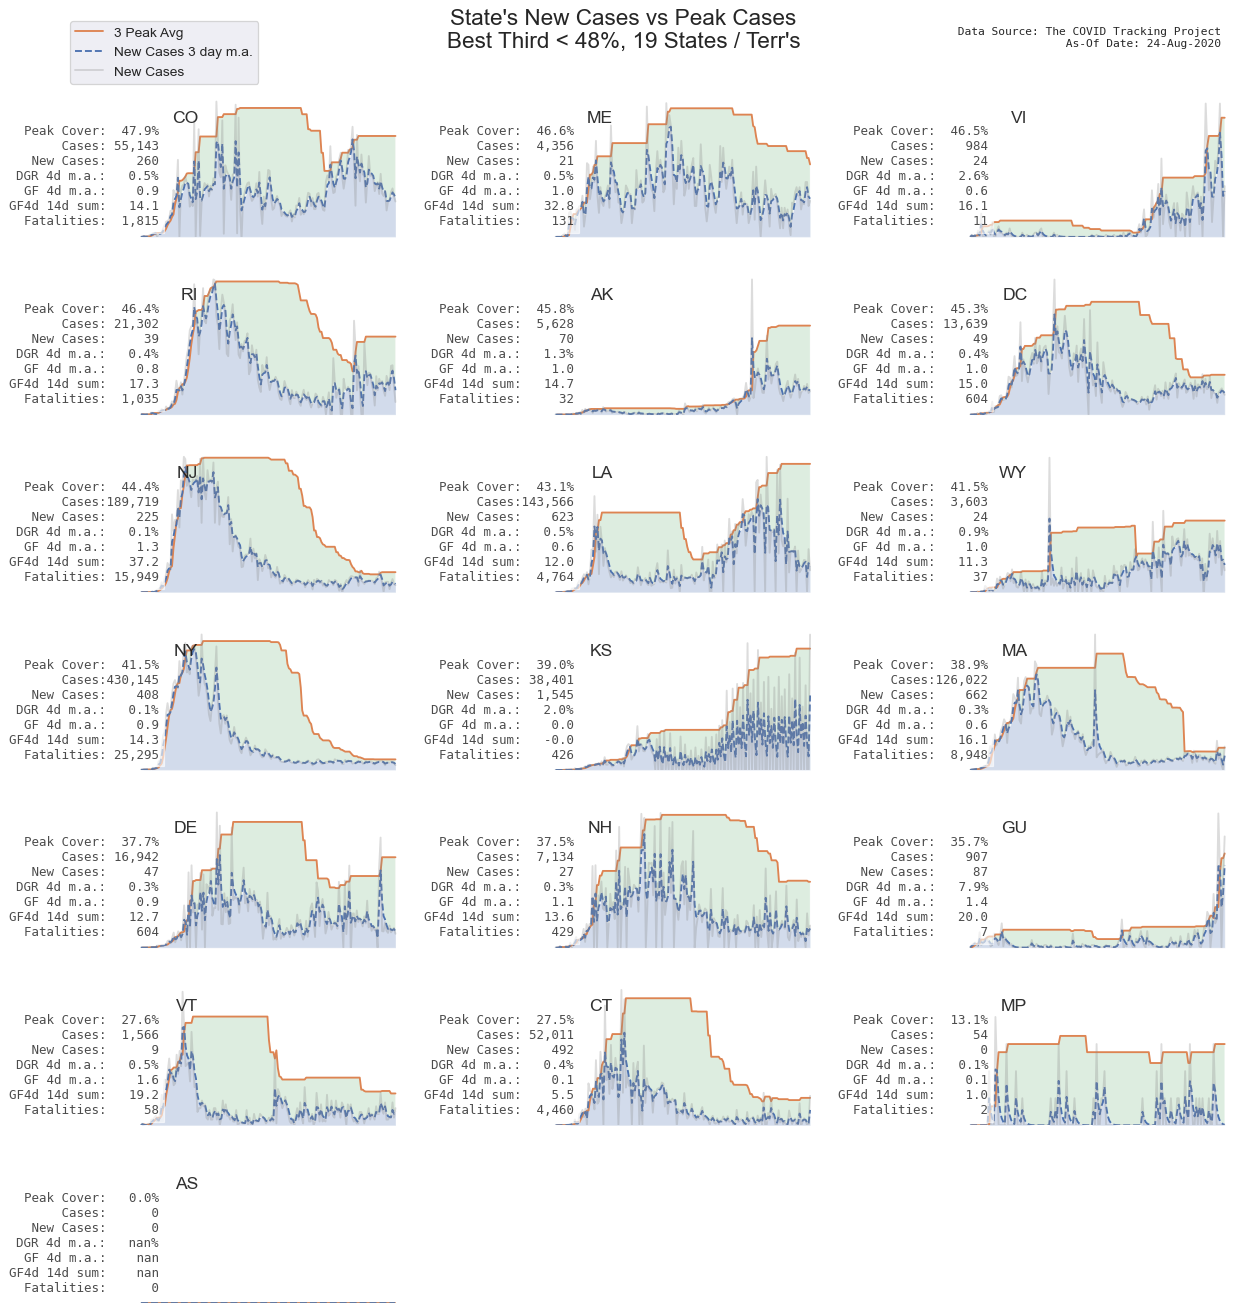 State's New Cases vs Peak Cases
Best Third < 48%, 19 States / Terr's
3 Peak Avg
New Cases 3 day m.a.
New Cases
Data Source: The COVID Tracking Project
As-Of Date: 24-Aug-2020
CO
Peak Cover: 47.9%
Cases: 55,143
New Cases: 260
DGR 4d m.a.: 0.5%
GF 4d m.a.: 0.9
GF4d 14d sum: 14.1
Fatalities: 1,815
ME
Peak Cover: 46.6%
Cases: 4,356
New Cases: 21
DGR 4d m.a.: 0.5%
GF 4d m.a.: 1.0
GF4d 14d sum: 32.8
Fatalities: 131
VI
Peak Cover: 46.5%
Cases: 984
New Cases: 24
DGR 4d m.a.: 2.6%
GF 4d m.a.: 0.6
GF4d 14d sum: 16.1
Fatalities: 11
RI
Peak Cover: 46.4%
Cases: 21,302
New Cases: 39
DGR 4d m.a.: 0.4%
GF 4d m.a.: 0.8
GF4d 14d sum: 17.3
Fatalities: 1,035
AK
Peak Cover: 45.8%
Cases: 5,628
New Cases: 70
DGR 4d m.a.: 1.3%
GF 4d m.a.: 1.0
GF4d 14d sum: 14.7
Fatalities: 32
DC
Peak Cover: 45.3%
Cases: 13,639
New Cases: 49
DGR 4d m.a.: 0.4%
GF 4d m.a.: 1.0
GF4d 14d sum: 15.0
Fatalities: 604
NJ
Peak Cover: 44.4%
Cases:189,719
New Cases: 225
DGR 4d m.a.: 0.1%
GF 4d m.a.: 1.3
GF4d 14d sum: 37.2
Fatalities: 15,949
LA
Peak Cover: 43.1%
Cases:143,566
New Cases: 623
DGR 4d m.a.: 0.5%
GF 4d m.a.: 0.6
GF4d 14d sum: 12.0
Fatalities: 4,764
WY
Peak Cover: 41.5%
Cases: 3,603
New Cases: 24
DGR 4d m.a.: 0.9%
GF 4d m.a.: 1.0
GF4d 14d sum: 11.3
Fatalities: 37
NY
Peak Cover: 41.5%
Cases:430,145
New Cases: 408
DGR 4d m.a.: 0.1%
GF 4d m.a.: 0.9
GF4d 14d sum: 14.3
Fatalities: 25,295
KS
Peak Cover: 39.0%
Cases: 38,401
New Cases: 1,545
DGR 4d m.a.: 2.0%
GF 4d m.a.: 0.0
GF4d 14d sum: -0.0
Fatalities: 426
MA
Peak Cover: 38.9%
Cases:126,022
New Cases: 662
DGR 4d m.a.: 0.3%
GF 4d m.a.: 0.6
GF4d 14d sum: 16.1
Fatalities: 8,948
DE
Peak Cover: 37.7%
Cases: 16,942
New Cases: 47
DGR 4d m.a.: 0.3%
GF 4d m.a.: 0.9
GF4d 14d sum: 12.7
Fatalities: 604
NH
Peak Cover: 37.5%
Cases: 7,134
New Cases: 27
DGR 4d m.a.: 0.3%
GF 4d m.a.: 1.1
GF4d 14d sum: 13.6
Fatalities: 429
GU
Peak Cover: 35.7%
Cases: 907
New Cases: 87
DGR 4d m.a.: 7.9%
GF 4d m.a.: 1.4
GF4d 14d sum: 20.0
Fatalities: 7
VT
Peak Cover: 27.6%
Cases: 1,566
New Cases: 9
DGR 4d m.a.: 0.5%
GF 4d m.a.: 1.6
GF4d 14d sum: 19.2
Fatalities: 58
CT
Peak Cover: 27.5%
Cases: 52,011
New Cases: 492
DGR 4d m.a.: 0.4%
GF 4d m.a.: 0.1
GF4d 14d sum: 5.5
Fatalities: 4,460
MP
Peak Cover: 13.1%
Cases: 54
New Cases: 0
DGR 4d m.a.: 0.1%
GF 4d m.a.: 0.1
GF4d 14d sum: 1.0
Fatalities: 2
AS
Peak Cover: 0.0%
Cases: 0
New Cases: 0
DGR 4d m.a.: nan%
GF 4d m.a.: nan
GF4d 14d sum: nan
Fatalities: 0